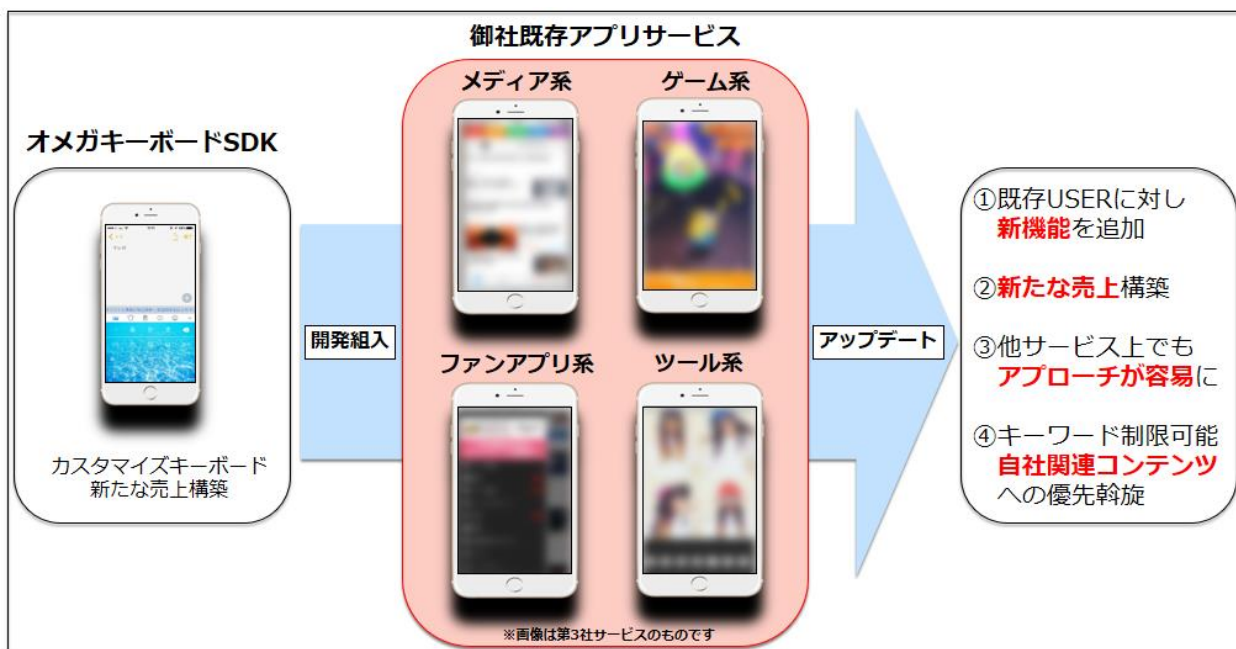 御社既存アプリサービス
メディア系
ゲーム系
オメガキーボードSDK
カスタマイズキーボード
新たな売上構築
開発組入
ファンアプリ系
ツール系
※画像は第3社サービスのものです
アップデート
①既存USERに対し
新機能を追加
②新たな売上構築
③他サービス上でも
アプローチが容易に
④キーワード制限可能
自社関連コンテンツ
への優先斡旋